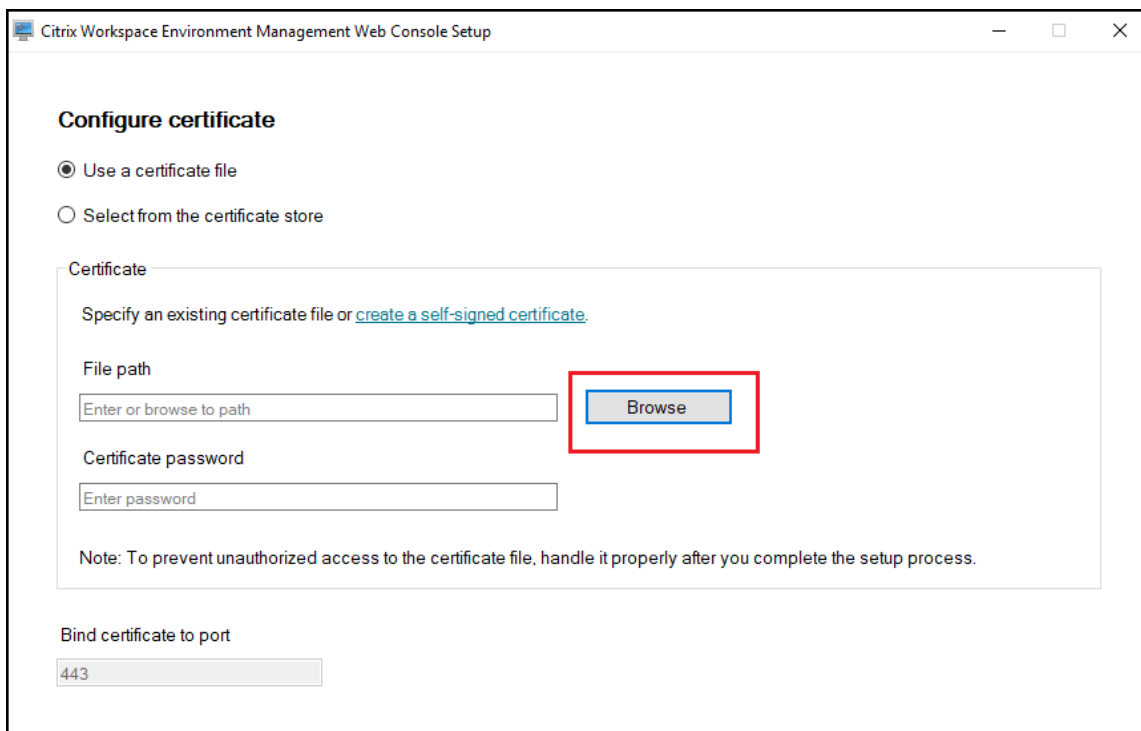 Citrix Workspace Environment Management Web Console Setup
Configure certificate
Use a certificate file
Select from the certificate store
Certificate
Specify an existing certificate file or create a self-signed certificate.
File path
Enter or browse to path
Browse
Certificate password
Enter password
Note: To prevent unauthorized access to the certificate file, handle it properly after you complete the setup process.
Bind certificate to port
443